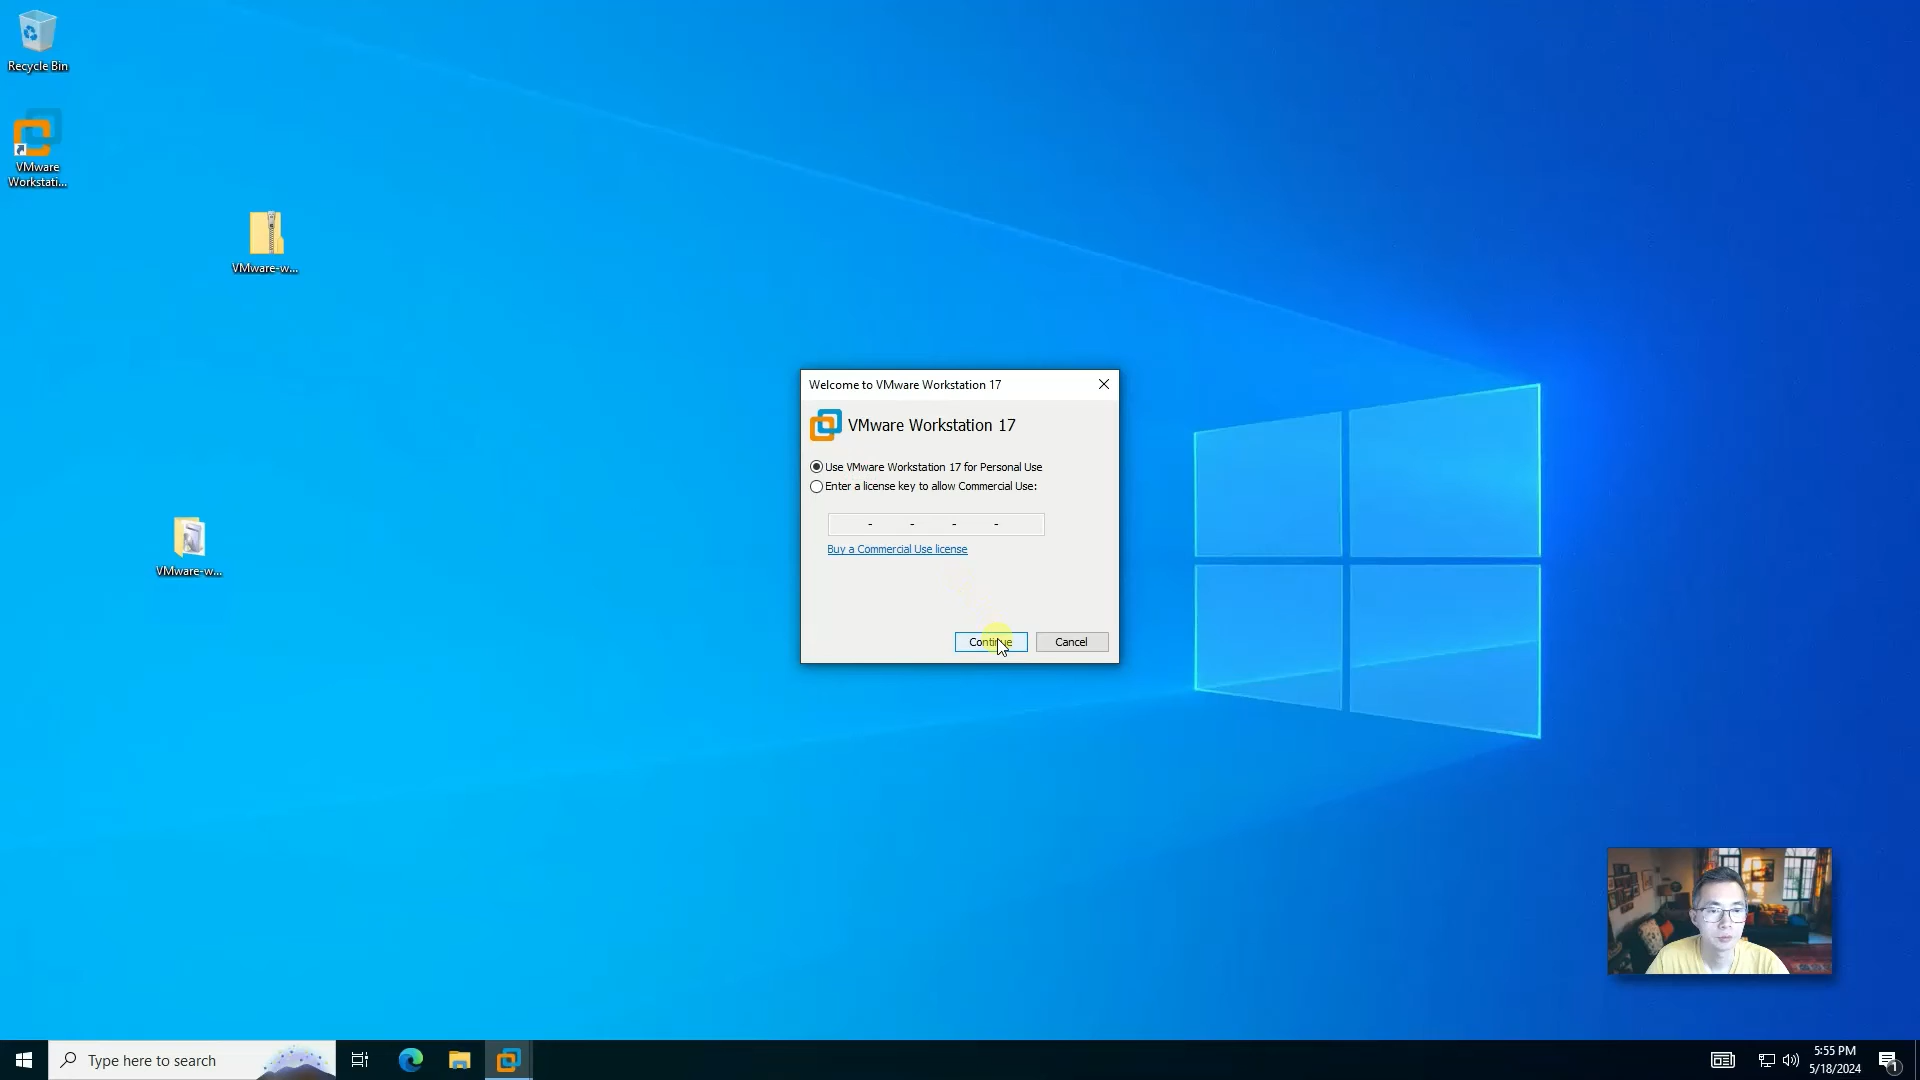 Recycle Bin
VMware
Workstati...
VMware-w...
VMware-w...
Welcome to VMware Workstation 17
VMware Workstation 17
Use VMware Workstation 17 for Personal Use
Enter a license key to allow Commercial Use:
- - - -
Buy a Commercial Use license
Continue
Cancel
Type here to search
5:55 PM
5/18/2024
1